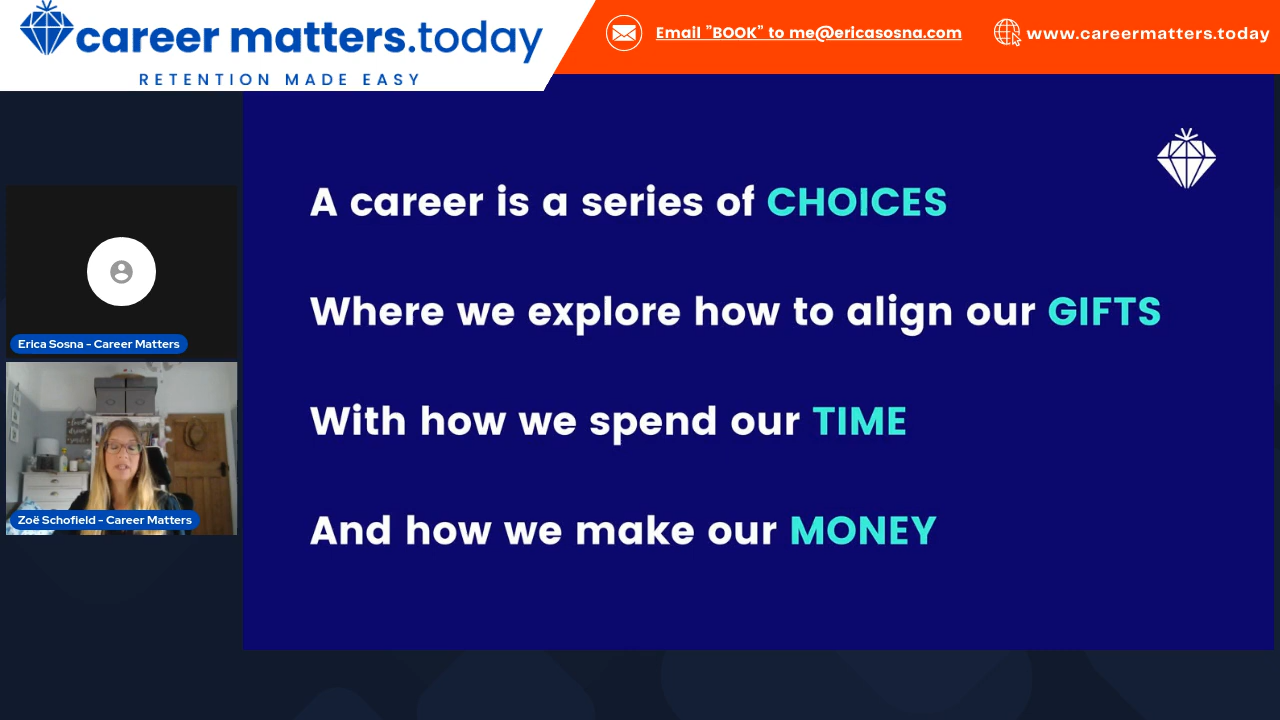 career matters.today
RETENTION MADE EASY
Email "BOOK" to me@ericasosna.com
www.careermatters.today
A career is a series of CHOICES
Where we explore how to align our GIFTS
With how we spend our TIME
And how we make our MONEY
Erica Sosna - Career Matters
Zoë Schofield - Career Matters